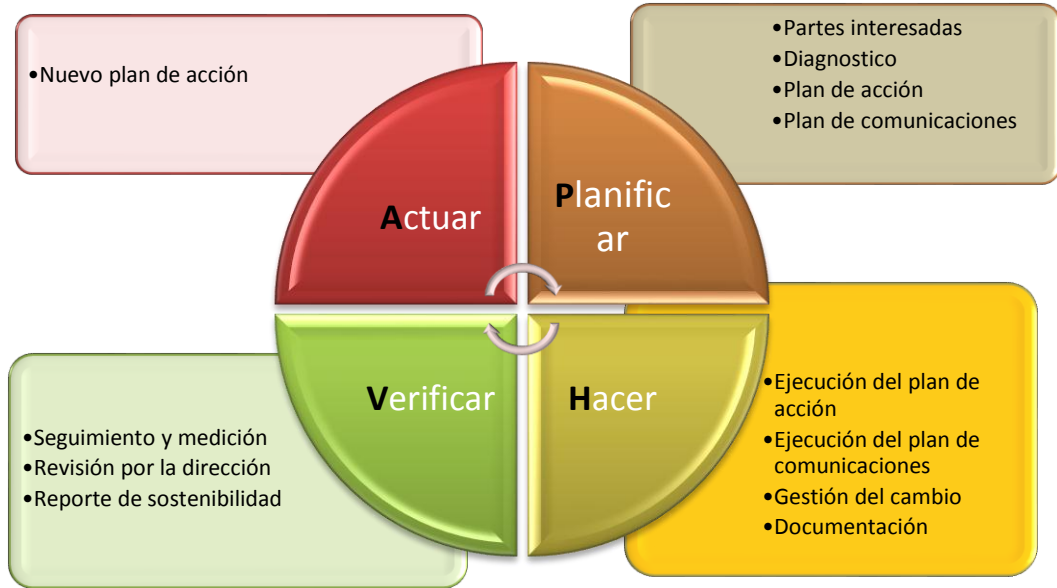 •Nuevo plan de acción
•Partes interesadas
•Diagnostico
•Plan de acción
•Plan de comunicaciones
Actuar
Planific
ar
Verificar
Hacer
•Seguimiento y medición
•Revisión por la dirección
•Reporte de sostenibilidad
•Ejecución del plan de
acción
•Ejecución del plan de
comunicaciones
•Gestión del cambio
•Documentación